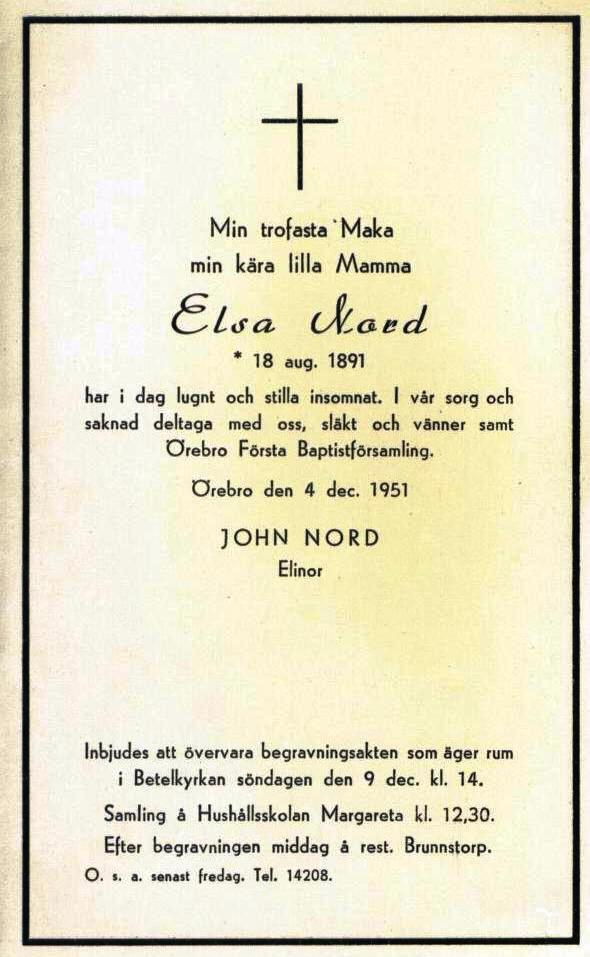 Min trofasta Maka
min kära lilla Mamma
Elsa Nord
* 18 aug. 1891
har i dag lugnt och stilla insomnat. I vår sorg och
saknad deltaga med oss, släkt och vänner samt
Örebro Första Baptistförsamling.
Örebro den 4 dec. 1951
JOHN NORD
Elinor
Inbjudes att övervara begravningsakten som äger rum
i Betelkyrkan söndagen den 9 dec. kl. 14.
Samling å Hushållsskolan Margareta kl. 12,30.
Efter begravningen middag å rest. Brunnstorp.
O. s. a. senast fredag. Tel. 14208.